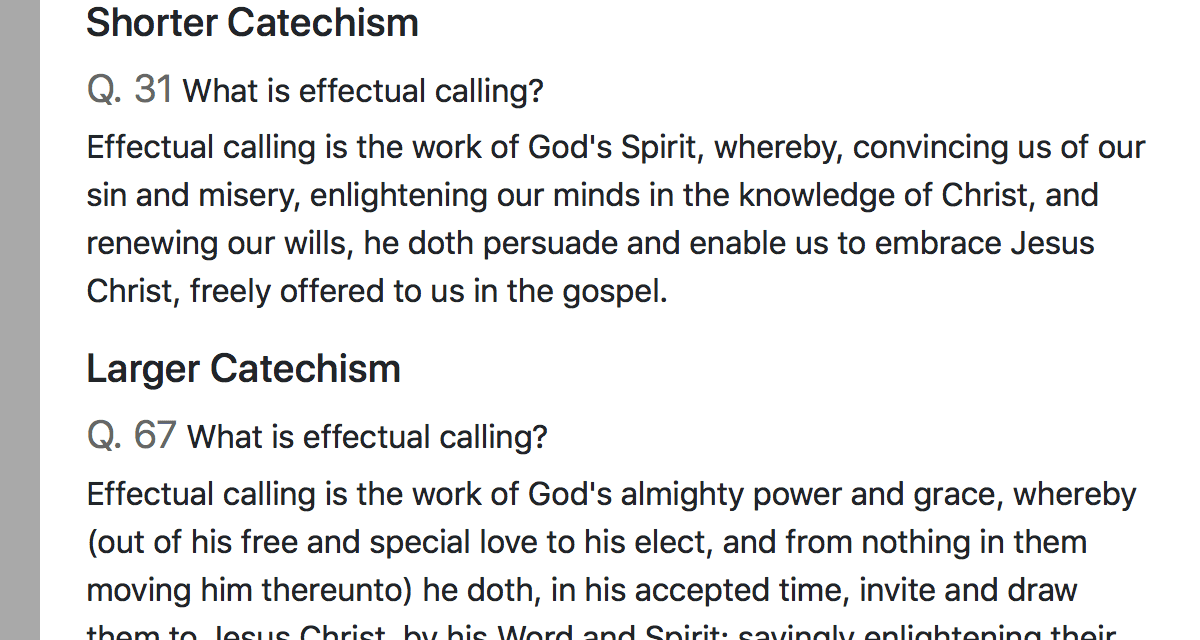 Shorter Catechism
Q. 31 What is effectual calling?
Effectual calling is the work of God's Spirit, whereby, convincing us of our
sin and misery, enlightening our minds in the knowledge of Christ, and
renewing our wills, he doth persuade and enable us to embrace Jesus
Christ, freely offered to us in the gospel.
Larger Catechism
Q. 67 What is effectual calling?
Effectual calling is the work of God's almighty power and grace, whereby
(out of his free and special love to his elect, and from nothing in them
moving him thereunto) he doth, in his accepted time, invite and draw
them to Jesus Christ, by his Word and Spirit; savingly enlightening their